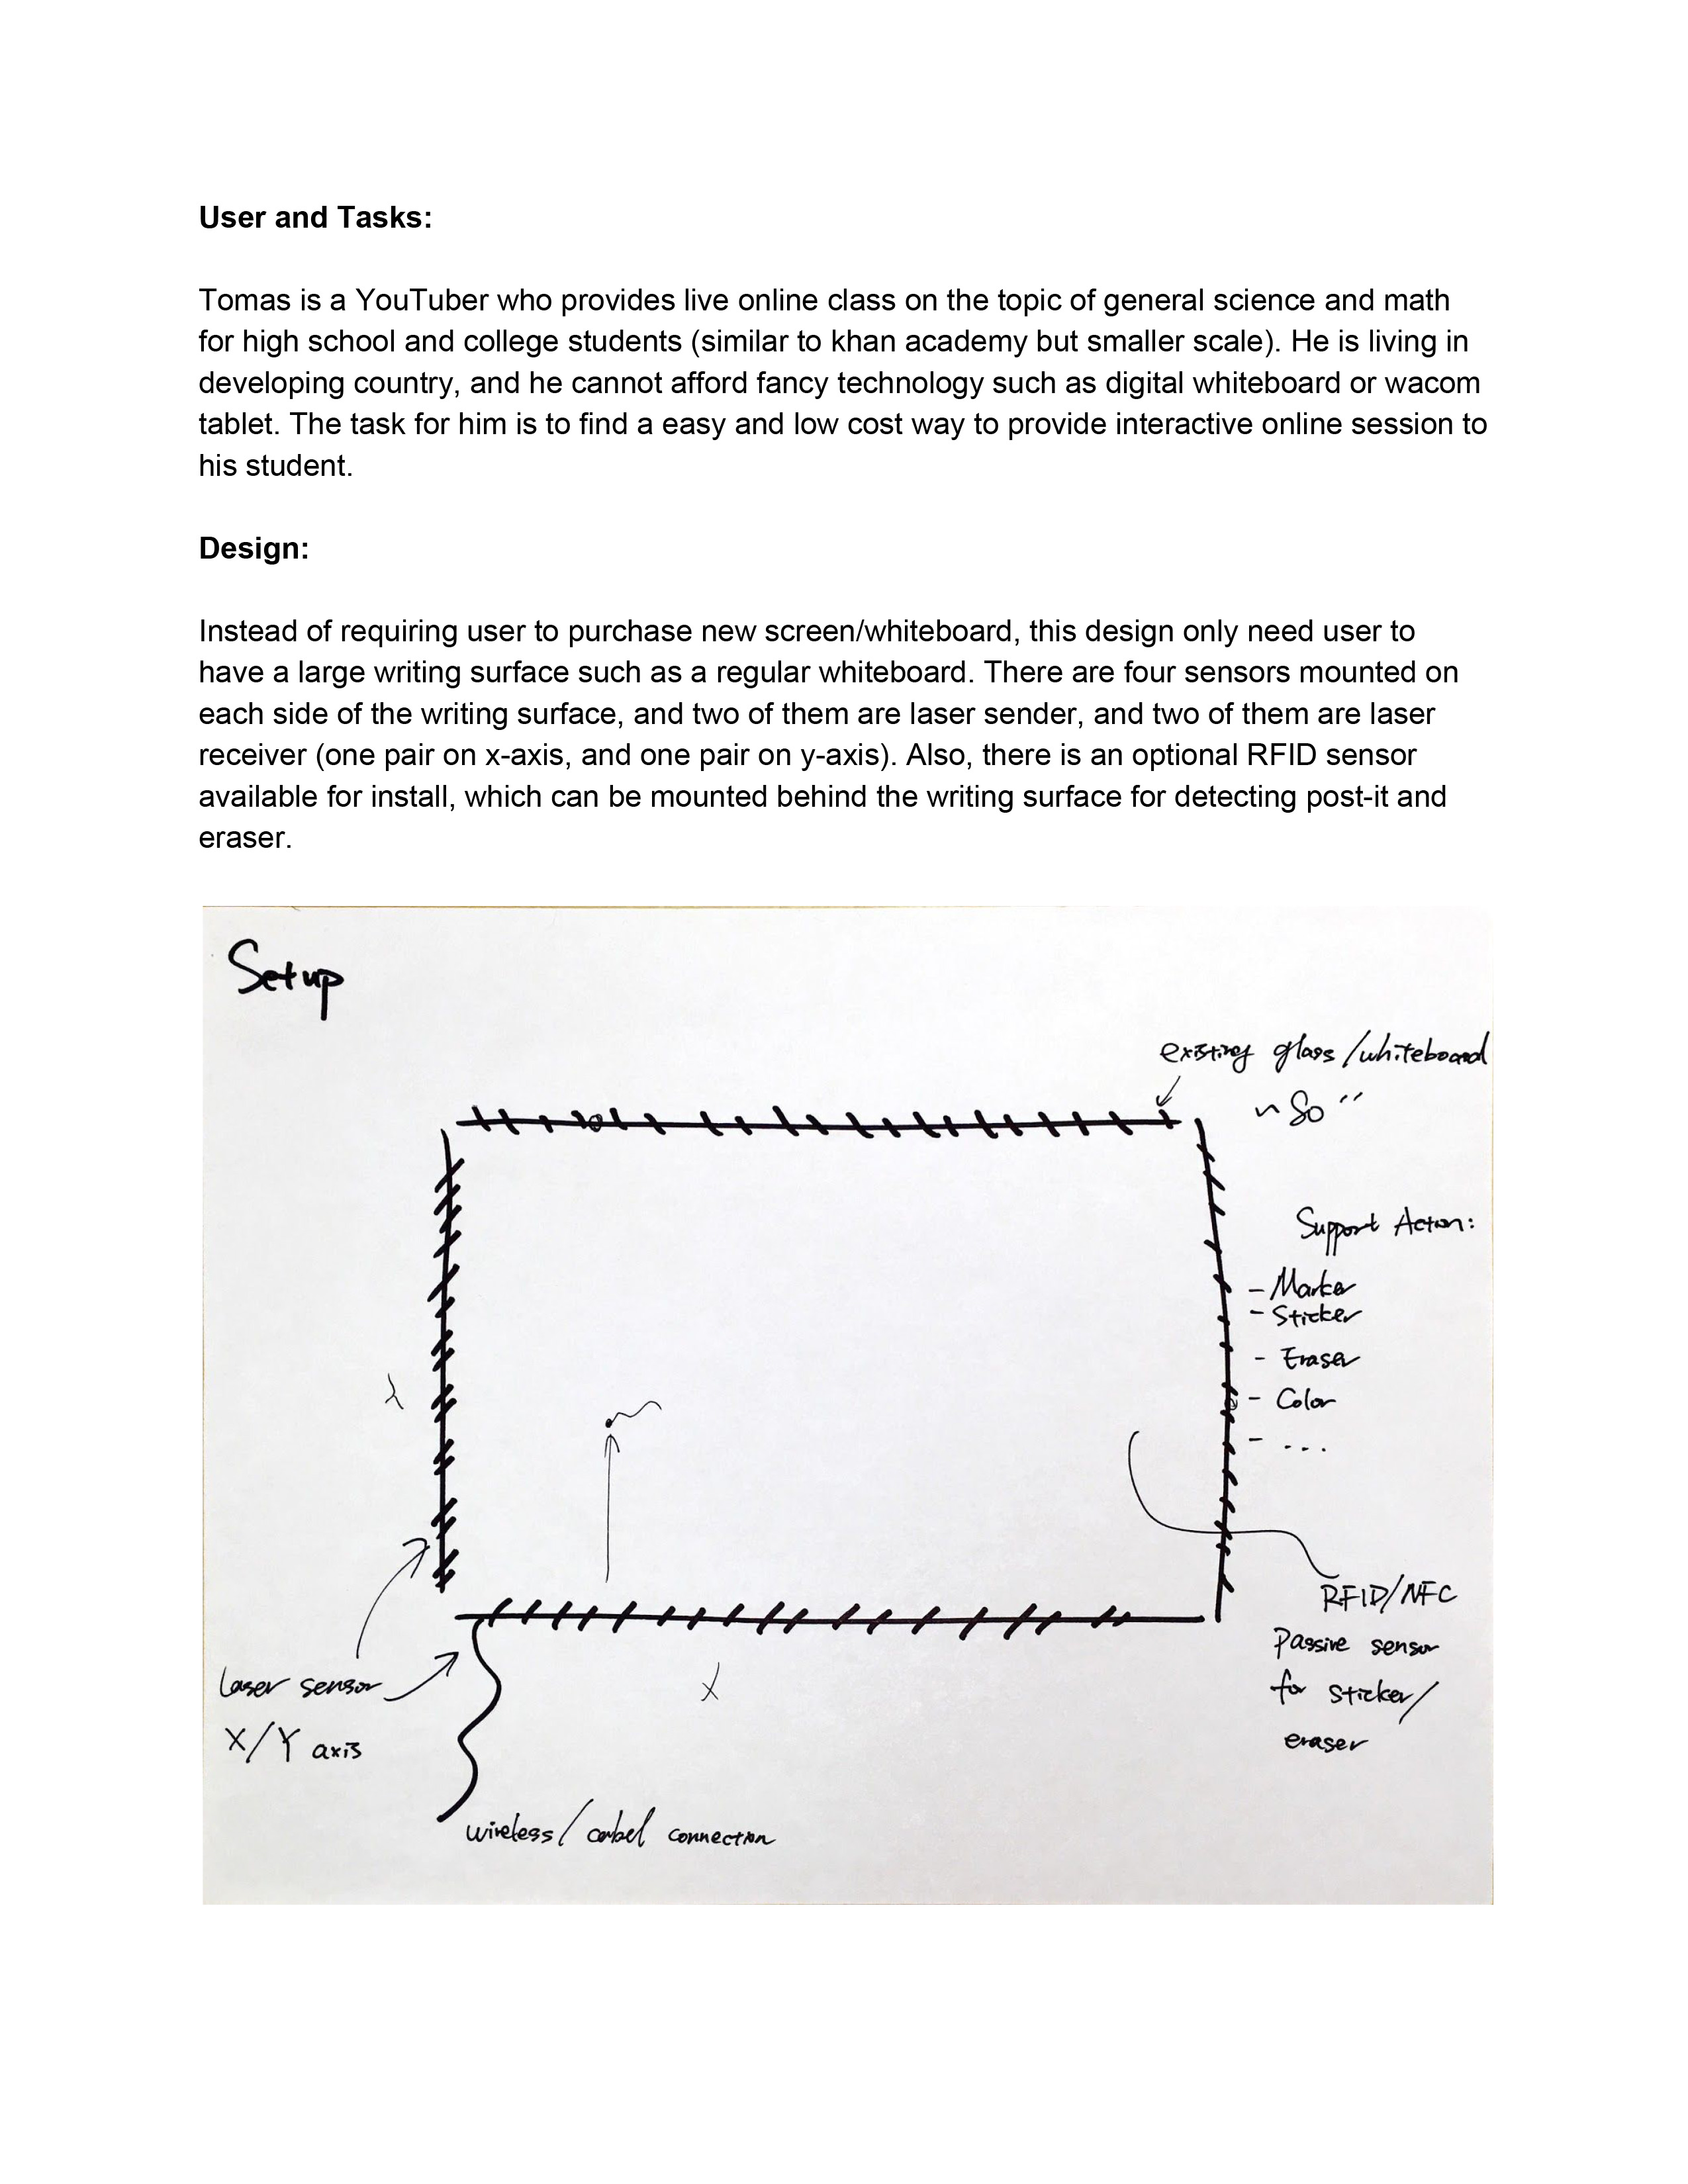 User and Tasks:
Tomas is a YouTuber who provides live online class on the topic of general science and math
for high school and college students (similar to khan academy but smaller scale). He is living in
developing country, and he cannot afford fancy technology such as digital whiteboard or wacom
tablet. The task for him is to find a easy and low cost way to provide interactive online session to
his student.
Design:
Instead of requiring user to purchase new screen/whiteboard, this design only need user to
have a large writing surface such as a regular whiteboard. There are four sensors mounted on
each side of the writing surface, and two of them are laser sender, and two of them are laser
receiver (one pair on x-axis, and one pair on y-axis). Also, there is an optional RFID sensor
available for install, which can be mounted behind the writing surface for detecting post-it and
eraser.
Setup
existing glass/whiteboard
~ 80"
Support Action:
- Marker
- Sticker
- Eraser
- Color
- ...
RFID/NFC
Passive sensor
for sticker/
eraser
laser sensor
X/Y axis
X
wireless/cabel connection